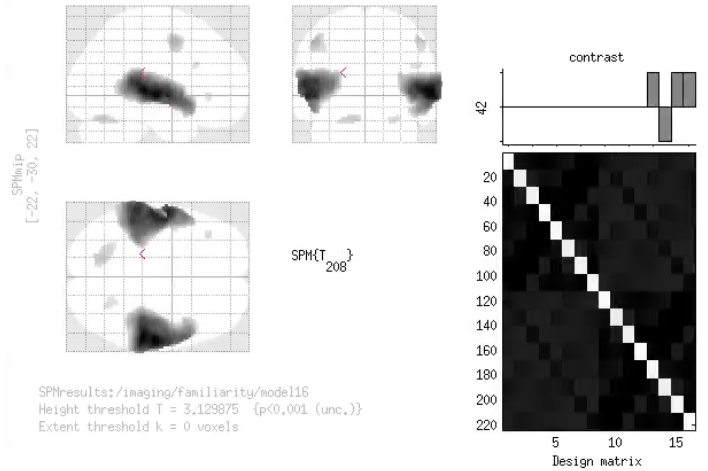 contrast
42
SPMmip
[-22, -30, 22]
SPM{T208}
20
40
60
80
100
120
140
160
180
200
220
5 10 15
Design matrix
SPMresults:/imaging/familiarity/model16
Height threshold T = 3.129875 {p<0.001 (unc.)}
Extent threshold k = 0 voxels